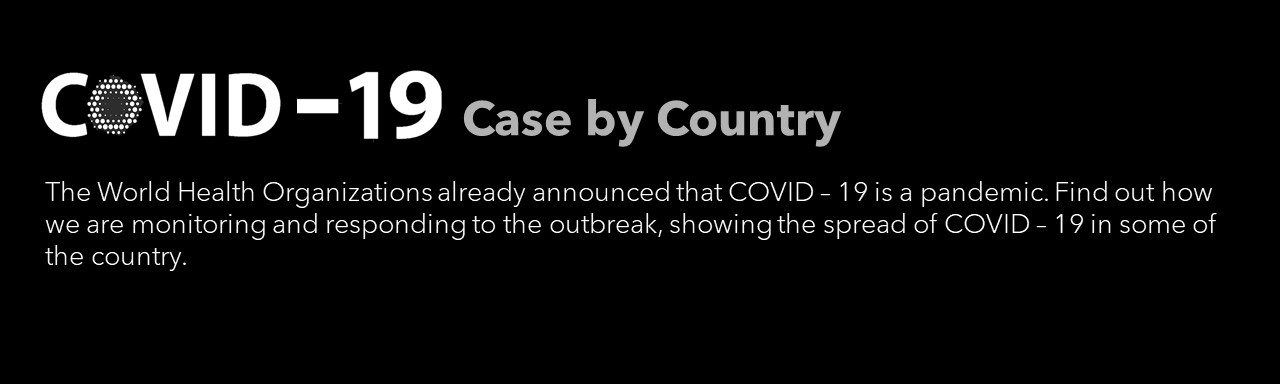 COVID – 19 Case by Country
The World Health Organizations already announced that COVID – 19 is a pandemic. Find out how
we are monitoring and responding to the outbreak, showing the spread of COVID – 19 in some of
the country.